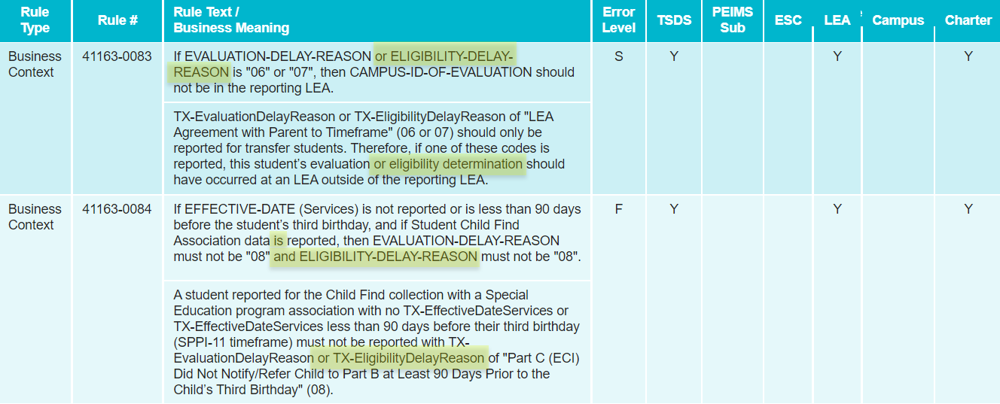 Rule Type
Rule #
Rule Text /
Business Meaning
Error Level
TSDS
PEIMS Sub
ESC
LEA
Campus
Charter
Business Context
41163-0083
If EVALUATION-DELAY-REASON or ELIGIBILITY-DELAY-
REASON is "06" or "07", then CAMPUS-ID-OF-EVALUATION should
not be in the reporting LEA.
S
Y
Y
Y
TX-EvaluationDelayReason or TX-EligibilityDelayReason of "LEA
Agreement with Parent to Timeframe" (06 or 07) should only be
reported for transfer students. Therefore, if one of these codes is
reported, this student’s evaluation or eligibility determination should
have occurred at an LEA outside of the reporting LEA.
Business Context
41163-0084
If EFFECTIVE-DATE (Services) is not reported or is less than 90 days
before the student’s third birthday, and if Student Child Find
Association data is reported, then EVALUATION-DELAY-REASON
must not be "08" and ELIGIBILITY-DELAY-REASON must not be "08".
F
Y
Y
Y
A student reported for the Child Find collection with a Special
Education program association with no TX-EffectiveDateServices or
TX-EffectiveDateServices less than 90 days before their third birthday
(SPPI-11 timeframe) must not be reported with TX-
EvaluationDelayReason or TX-EligibilityDelayReason of "Part C (ECI)
Did Not Notify/Refer Child to Part B at Least 90 Days Prior to the
Child’s Third Birthday" (08).